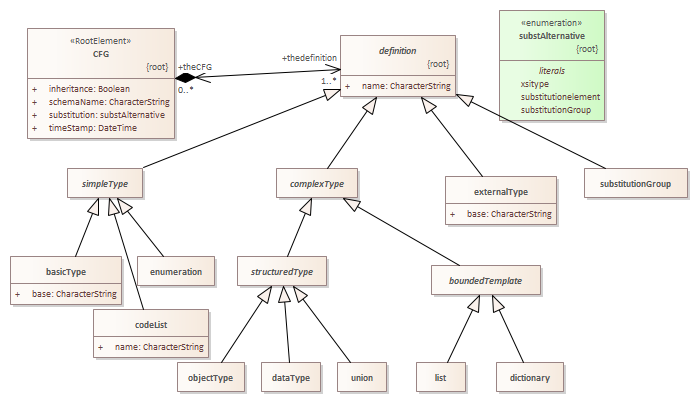 «RootElement»
CFG
{root}
+ inheritance: Boolean
+ schemaName: CharacterString
+ substitution: substAlternative
+ timeStamp: DateTime
+theCFG
0..*
+thedefinition
1..*
definition
{root}
+ name: CharacterString
«enumeration»
substAlternative
{root}
literals
xsitype
substitutionelement
substitutionGroup
simpleType
complexType
externalType
+ base: CharacterString
substitutionGroup
basicType
+ base: CharacterString
enumeration
structuredType
boundedTemplate
codeList
+ name: CharacterString
objectType
dataType
union
list
dictionary